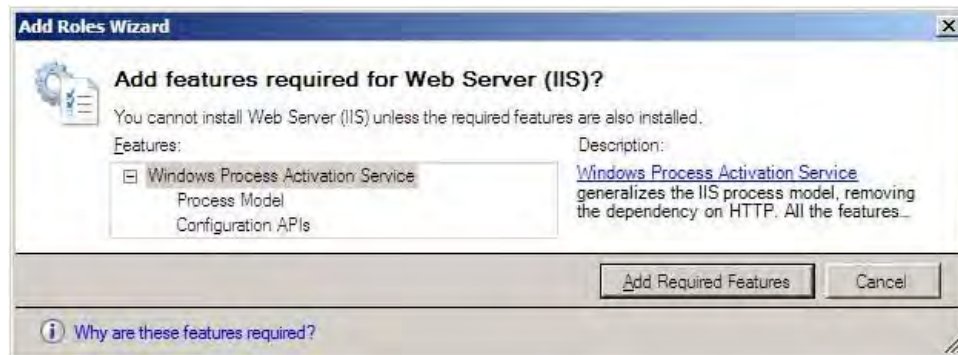 Add Roles Wizard
Add features required for Web Server (IIS)?
You cannot install Web Server (IIS) unless the required features are also installed.
Features:
Description:
Windows Process Activation Service
Process Model
Configuration APIs
Windows Process Activation Service
generalizes the IIS process model, removing
the dependency on HTTP. All the features...
Add Required Features
Cancel
Why are these features required?